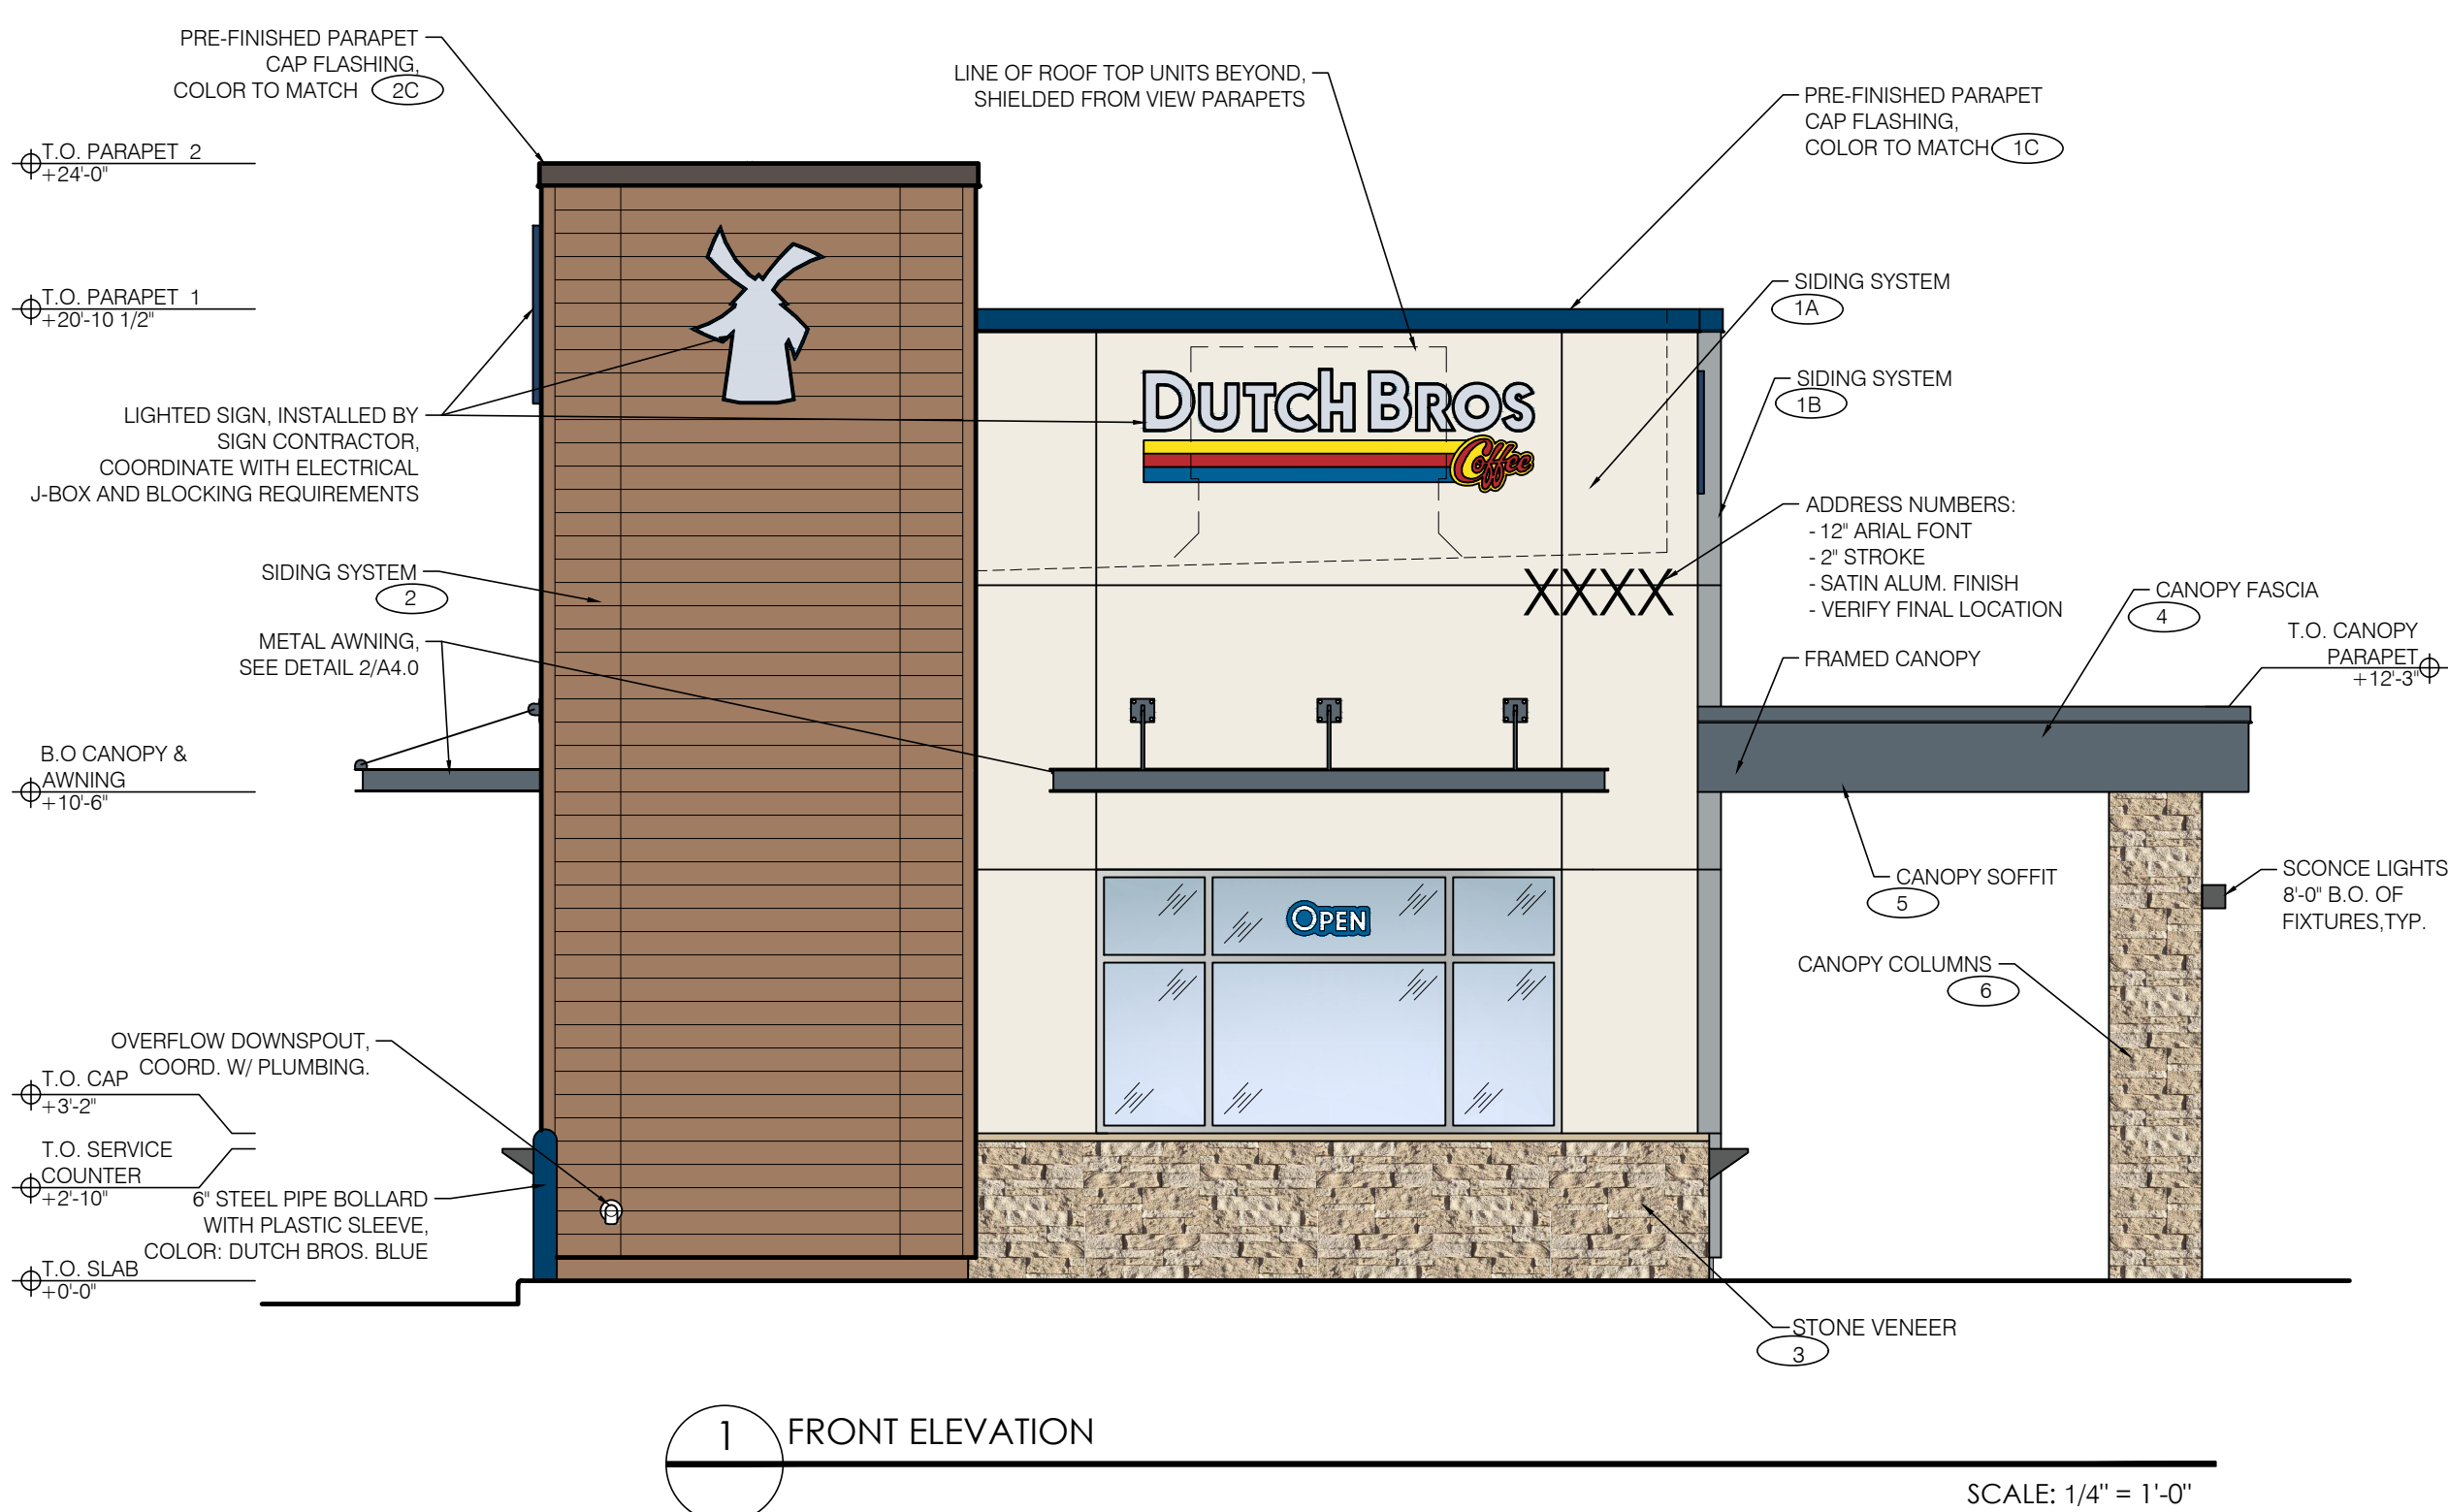 PRE-FINISHED PARAPET
CAP FLASHING,
COLOR TO MATCH 2C
LINE OF ROOF TOP UNITS BEYOND,
SHIELDED FROM VIEW PARAPETS
PRE-FINISHED PARAPET
CAP FLASHING,
COLOR TO MATCH 1C
T.O. PARAPET 2
+24'-0"
T.O. PARAPET 1
+20'-10 1/2"
SIDING SYSTEM
1A
SIDING SYSTEM
1B
DUTCH BROS
Coffee
LIGHTED SIGN, INSTALLED BY
SIGN CONTRACTOR,
COORDINATE WITH ELECTRICAL
J-BOX AND BLOCKING REQUIREMENTS
ADDRESS NUMBERS:
- 12" ARIAL FONT
- 2" STROKE
- SATIN ALUM. FINISH
- VERIFY FINAL LOCATION
XXXX
SIDING SYSTEM
2
METAL AWNING,
SEE DETAIL 2/A4.0
CANOPY FASCIA
4
T.O. CANOPY
PARAPET
+12'-3"
FRAMED CANOPY
B.O CANOPY &
AWNING
+10'-6"
CANOPY SOFFIT
5
SCONCE LIGHTS
8'-0" B.O. OF
FIXTURES,TYP.
OPEN
CANOPY COLUMNS
6
OVERFLOW DOWNSPOUT,
COORD. W/ PLUMBING.
T.O. CAP
+3'-2"
T.O. SERVICE
COUNTER
+2'-10"
6" STEEL PIPE BOLLARD
WITH PLASTIC SLEEVE,
COLOR: DUTCH BROS. BLUE
T.O. SLAB
+0'-0"
STONE VENEER
3
1 FRONT ELEVATION
SCALE: 1/4" = 1'-0"